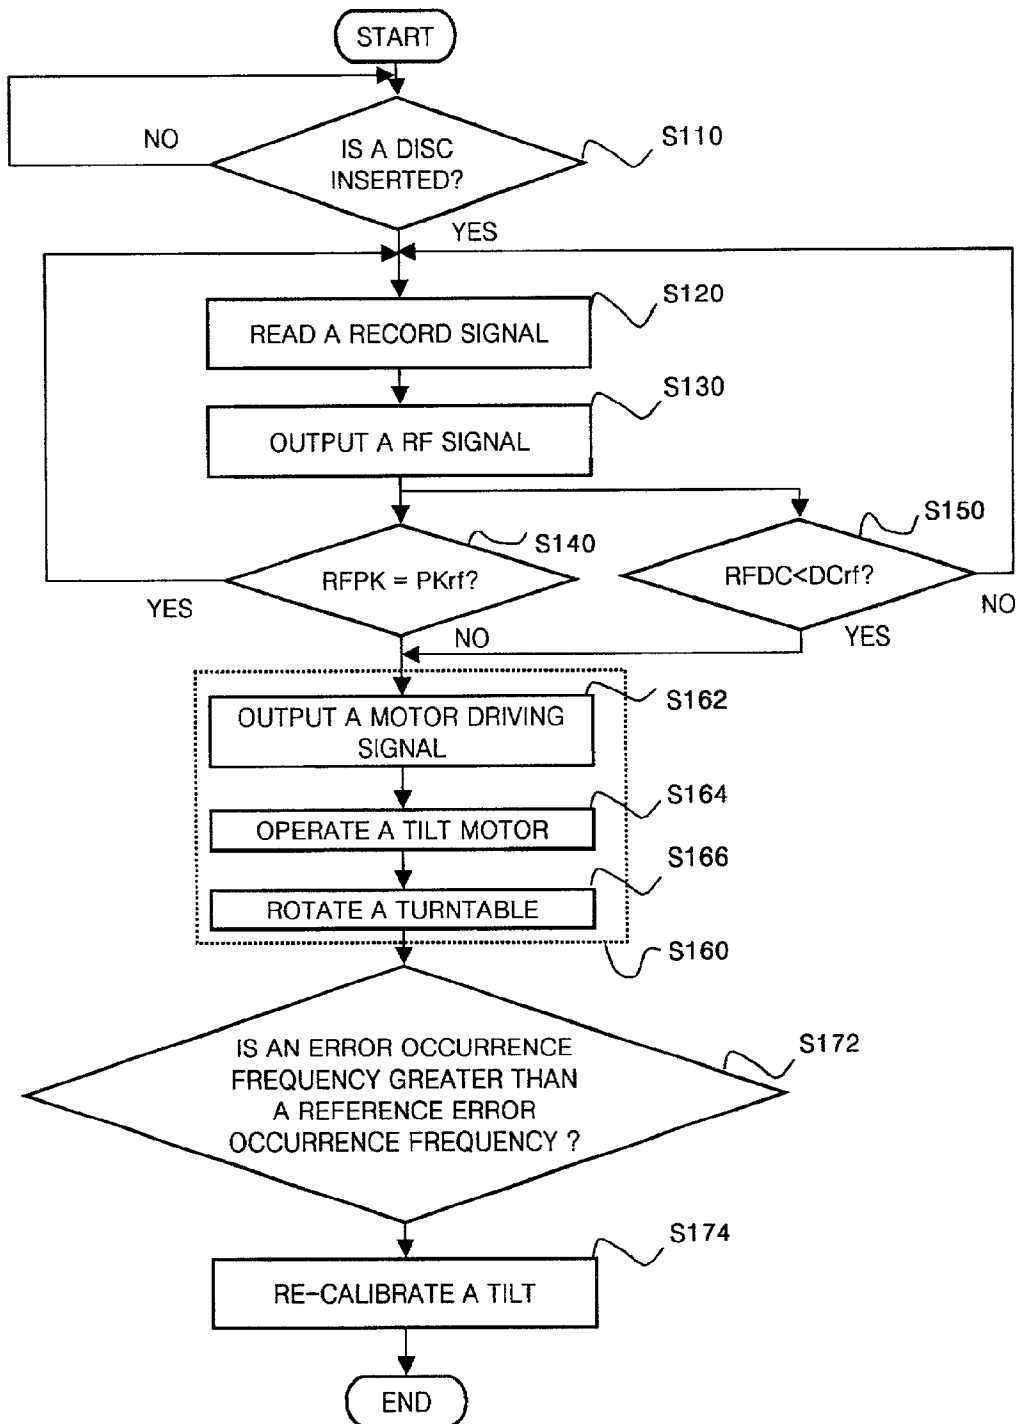 START
NO
IS A DISC
INSERTED?
S110
YES
READ A RECORD SIGNAL
S120
OUTPUT A RF SIGNAL
S130
RFPK = PKrf?
S140
YES
NO
RFDC<DCrf?
S150
NO
YES
OUTPUT A MOTOR DRIVING
SIGNAL
S162
OPERATE A TILT MOTOR
S164
ROTATE A TURNTABLE
S166
S160
IS AN ERROR OCCURRENCE
FREQUENCY GREATER THAN
A REFERENCE ERROR
OCCURRENCE FREQUENCY ?
S172
RE-CALIBRATE A TILT
S174
END